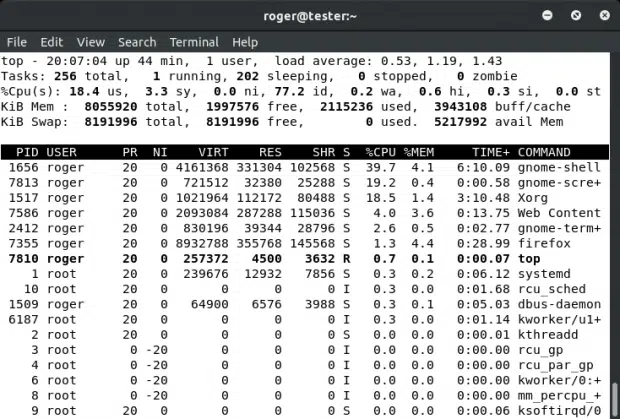 roger@tester:~
File Edit View Search Terminal Help
top - 20:07:04 up 44 min,  1 user,  load average: 0.53, 1.19, 1.43
Tasks: 256 total,   1 running, 202 sleeping,   0 stopped,   0 zombie
%Cpu(s): 18.4 us,  3.3 sy,  0.0 ni, 77.2 id,  0.2 wa,  0.6 hi,  0.3 si,  0.0 st
KiB Mem :  8055920 total,  1997576 free,  2115236 used,  3943108 buff/cache
KiB Swap:  8191996 total,  8191996 free,        0 used.  5217992 avail Mem
PID USER PR NI VIRT RES SHR S %CPU %MEM TIME+ COMMAND
1656 roger 20 0 4161368 331304 102568 S 39.7 4.1 6:10.09 gnome-shell
7813 roger 20 0 721512 32380 25288 S 19.2 0.4 0:00.58 gnome-scre+
1517 roger 20 0 1021964 112172 80488 S 18.5 1.4 3:10.48 Xorg
7586 roger 20 0 2093084 287288 115036 S 4.0 3.6 0:13.75 Web Content
2412 roger 20 0 830196 39344 28796 S 2.6 0.5 0:02.77 gnome-term+
7355 roger 20 0 8932788 355768 145568 S 1.3 4.4 0:28.99 firefox
7810 roger 20 0 257372 4500 3632 R 0.7 0.1 0:00.07 top
1 root 20 0 239676 12932 7856 S 0.3 0.2 0:06.12 systemd
10 root 20 0 0 0 0 I 0.3 0.0 0:01.68 rcu_sched
1509 roger 20 0 64900 6576 3988 S 0.3 0.1 0:05.03 dbus-daemon
6187 root 20 0 0 0 0 I 0.3 0.0 0:01.14 kworker/u1+
2 root 20 0 0 0 0 S 0.0 0.0 0:00.01 kthreadd
3 root 0 -20 0 0 0 I 0.0 0.0 0:00.00 rcu_gp
4 root 0 -20 0 0 0 I 0.0 0.0 0:00.00 rcu_par_gp
6 root 0 -20 0 0 0 I 0.0 0.0 0:00.00 kworker/0:+
8 root 0 -20 0 0 0 I 0.0 0.0 0:00.00 mm_percpu_+
9 root 20 0 0 0 0 S 0.0 0.0 0:00.06 ksoftirqd/0